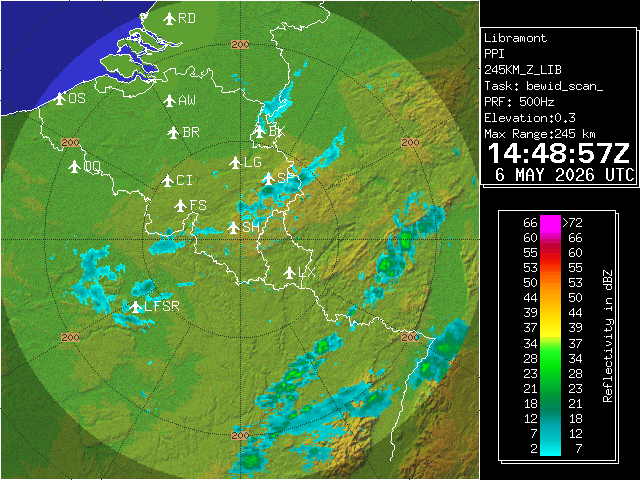 RD
200
OS
AW
BR
BK
200
200
LG
QQ
CI
SP
FS
SH
LX
LFSR
200
200
200
Libramont
PPI
245KM_Z_LIB
Task: bewid_scan_
PRF: 500Hz
Elevation:0.3
Max Range:245 km
14:48:57Z
6 MAY 2026 UTC
66 >72
60 66
55 60
53 55
50 53
44 50
39 44
37 39
34 37
28 34
23 28
21 23
18 21
12 18
7 12
2 7
Reflectivity in dBZ